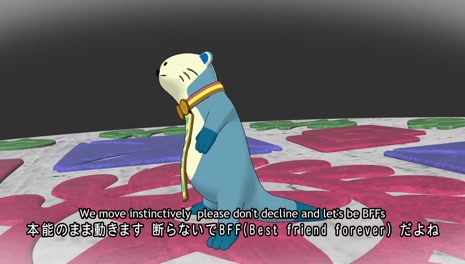 We move instinctively please don't decline and let's be BFFs
本能のまま動きます 断らないでBFF(Best friend forever) だよね